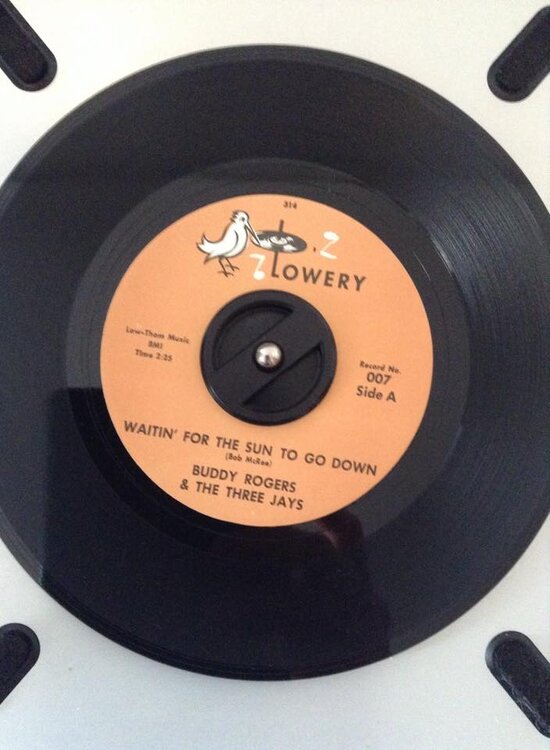 314
LOWERY
Low-Thom Music
BMI
Time 2:25
Record No.
007
Side A
WAITIN' FOR THE SUN TO GO DOWN
(Bob McRee)
BUDDY ROGERS
& THE THREE JAYS